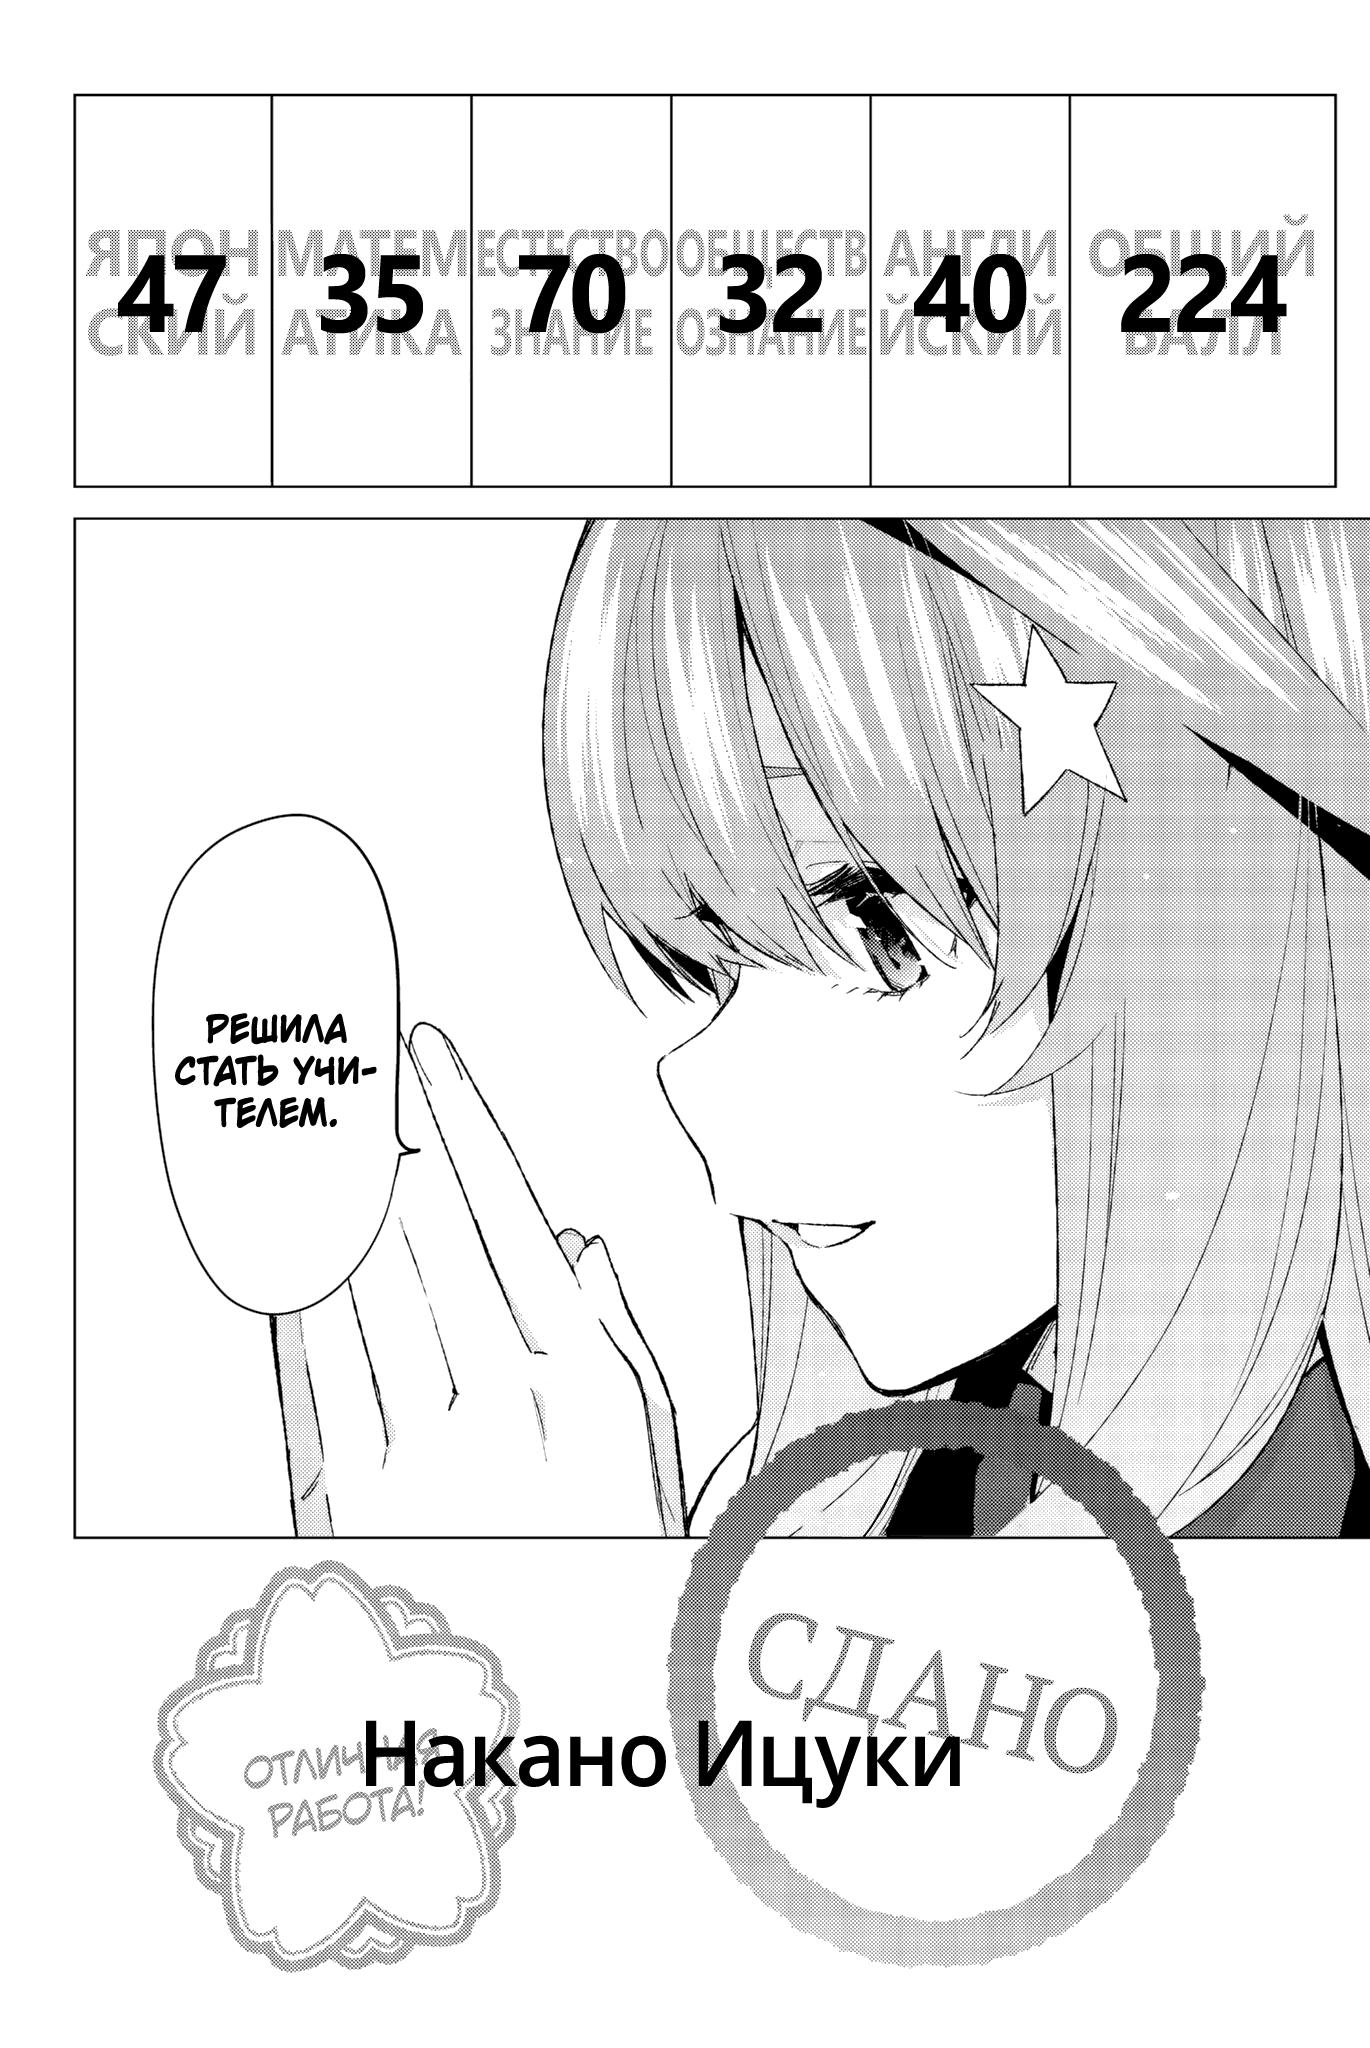 ЯПОН
СКИЙ
47
МАТЕМ
АТИКА
35
ЕСТЕСТВО
ЗНАНИЕ
70
ОБЩЕСТВ
ОЗНАНИЕ
32
АНГЛИ
ЙСКИЙ
40
ОБЩИЙ
БАЛЛ
224
РЕШИЛА
СТАТЬ УЧИ-
ТЕЛЕМ.
СДАНО
ОТЛИЧНАЯ
РАБОТА!
Накано Ицуки